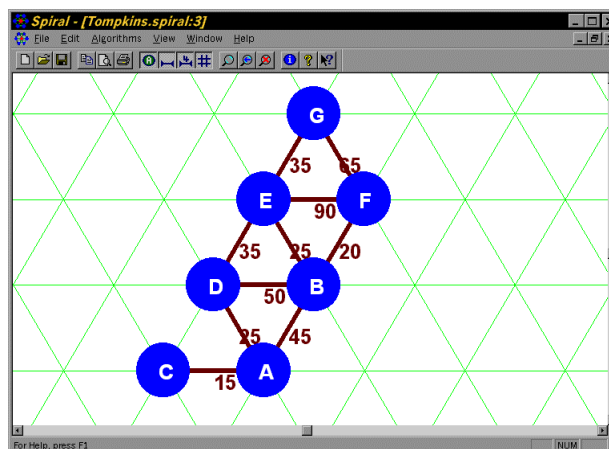 Spiral - [Tompkins.spiral:3]
File Edit Algorithms View Window Help
G
35 65
E F
90
35 25 20
D B
50
25 45
C A
15
For Help, press F1 NUM